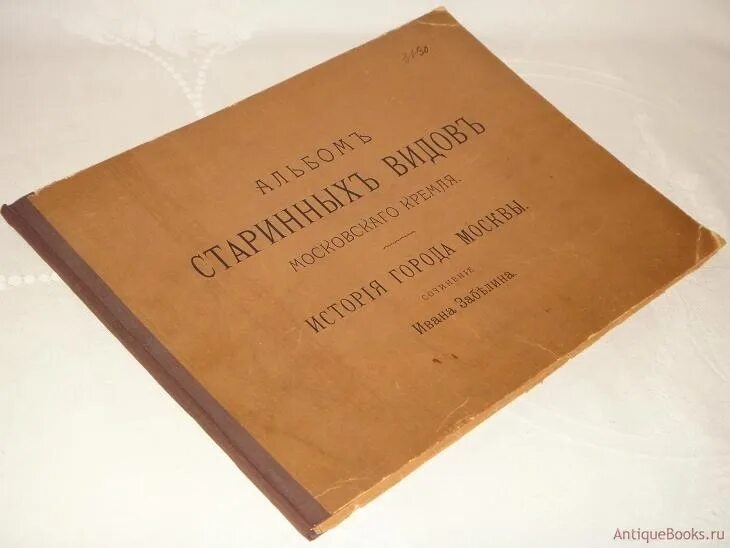 АЛЬБОМЪ
СТАРИННЫХЪ ВИДОВЪ
МОСКОВСКАГО КРЕМЛЯ.
ИСТОРІЯ ГОРОДА МОСКВЫ.
СОЧИНЕНІЕ
Ивана Забѣлина.
AntiqueBooks.ru